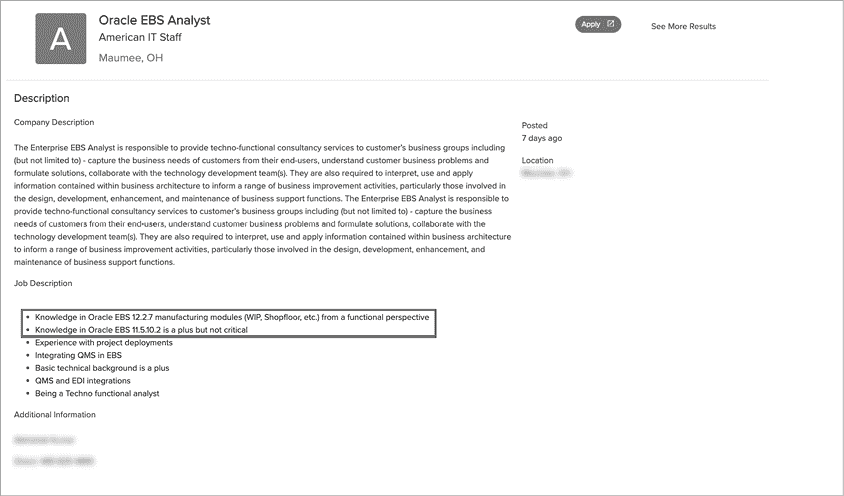 A
Oracle EBS Analyst
American IT Staff
Maumee, OH
Apply
See More Results
Description
Company Description
Posted
7 days ago
Location
The Enterprise EBS Analyst is responsible to provide techno-functional consultancy services to customer's business groups including
(but not limited to) - capture the business needs of customers from their end-users, understand customer business problems and
formulate solutions, collaborate with the technology development team(s). They are also required to interpret, use and apply
information contained within business architecture to inform a range of business improvement activities, particularly those involved in
the design, development, enhancement, and maintenance of business support functions. The Enterprise EBS Analyst is responsible to
provide techno-functional consultancy services to customer's business groups including (but not limited to) - capture the business
needs of customers from their end-users, understand customer business problems and formulate solutions, collaborate with the
technology development team(s). They are also required to interpret, use and apply information contained within business architecture
to inform a range of business improvement activities, particularly those involved in the design, development, enhancement, and
maintenance of business support functions.
Job Description
• Knowledge in Oracle EBS 12.2.7 manufacturing modules (WIP, Shopfloor, etc.) from a functional perspective
• Knowledge in Oracle EBS 11.5.10.2 is a plus but not critical
• Experience with project deployments
• Integrating QMS in EBS
• Basic technical background is a plus
• QMS and EDI integrations
• Being a Techno functional analyst
Additional Information